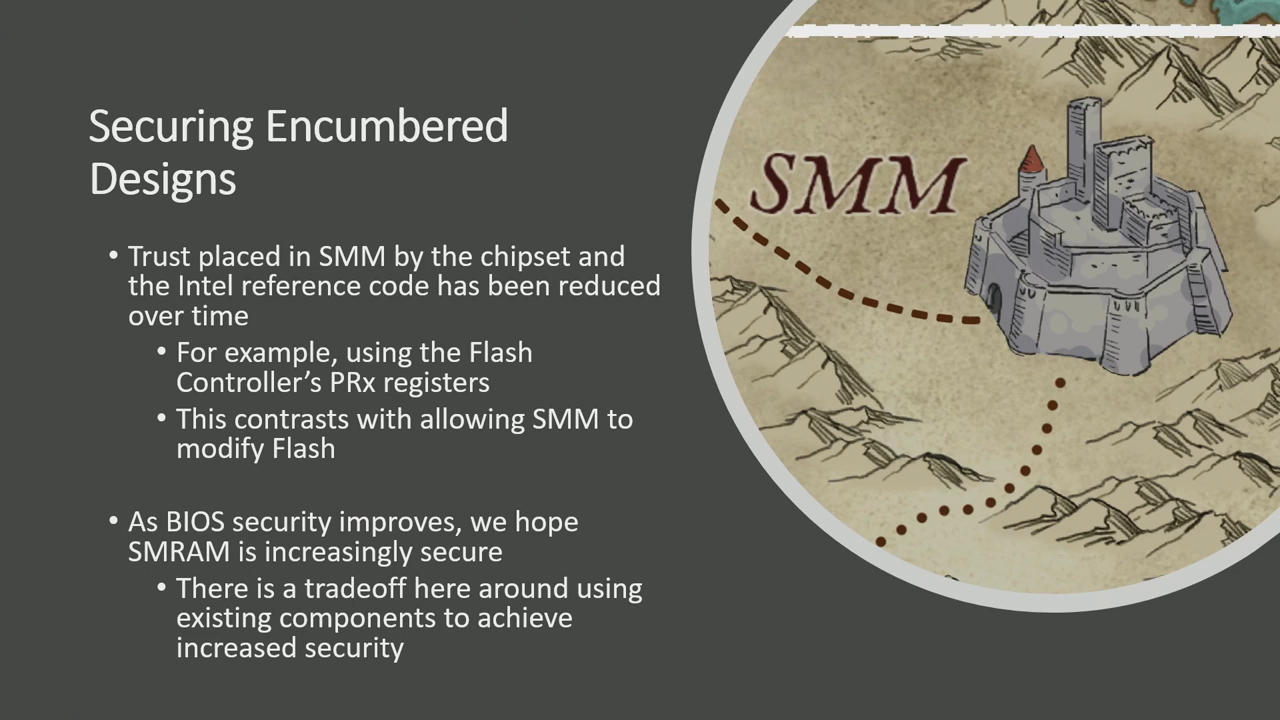 Securing Encumbered
Designs
• Trust placed in SMM by the chipset and
the Intel reference code has been reduced
over time
• For example, using the Flash
Controller's PRx registers
• This contrasts with allowing SMM to
modify Flash
• As BIOS security improves, we hope
SMRAM is increasingly secure
• There is a tradeoff here around using
existing components to achieve
increased security
SMM